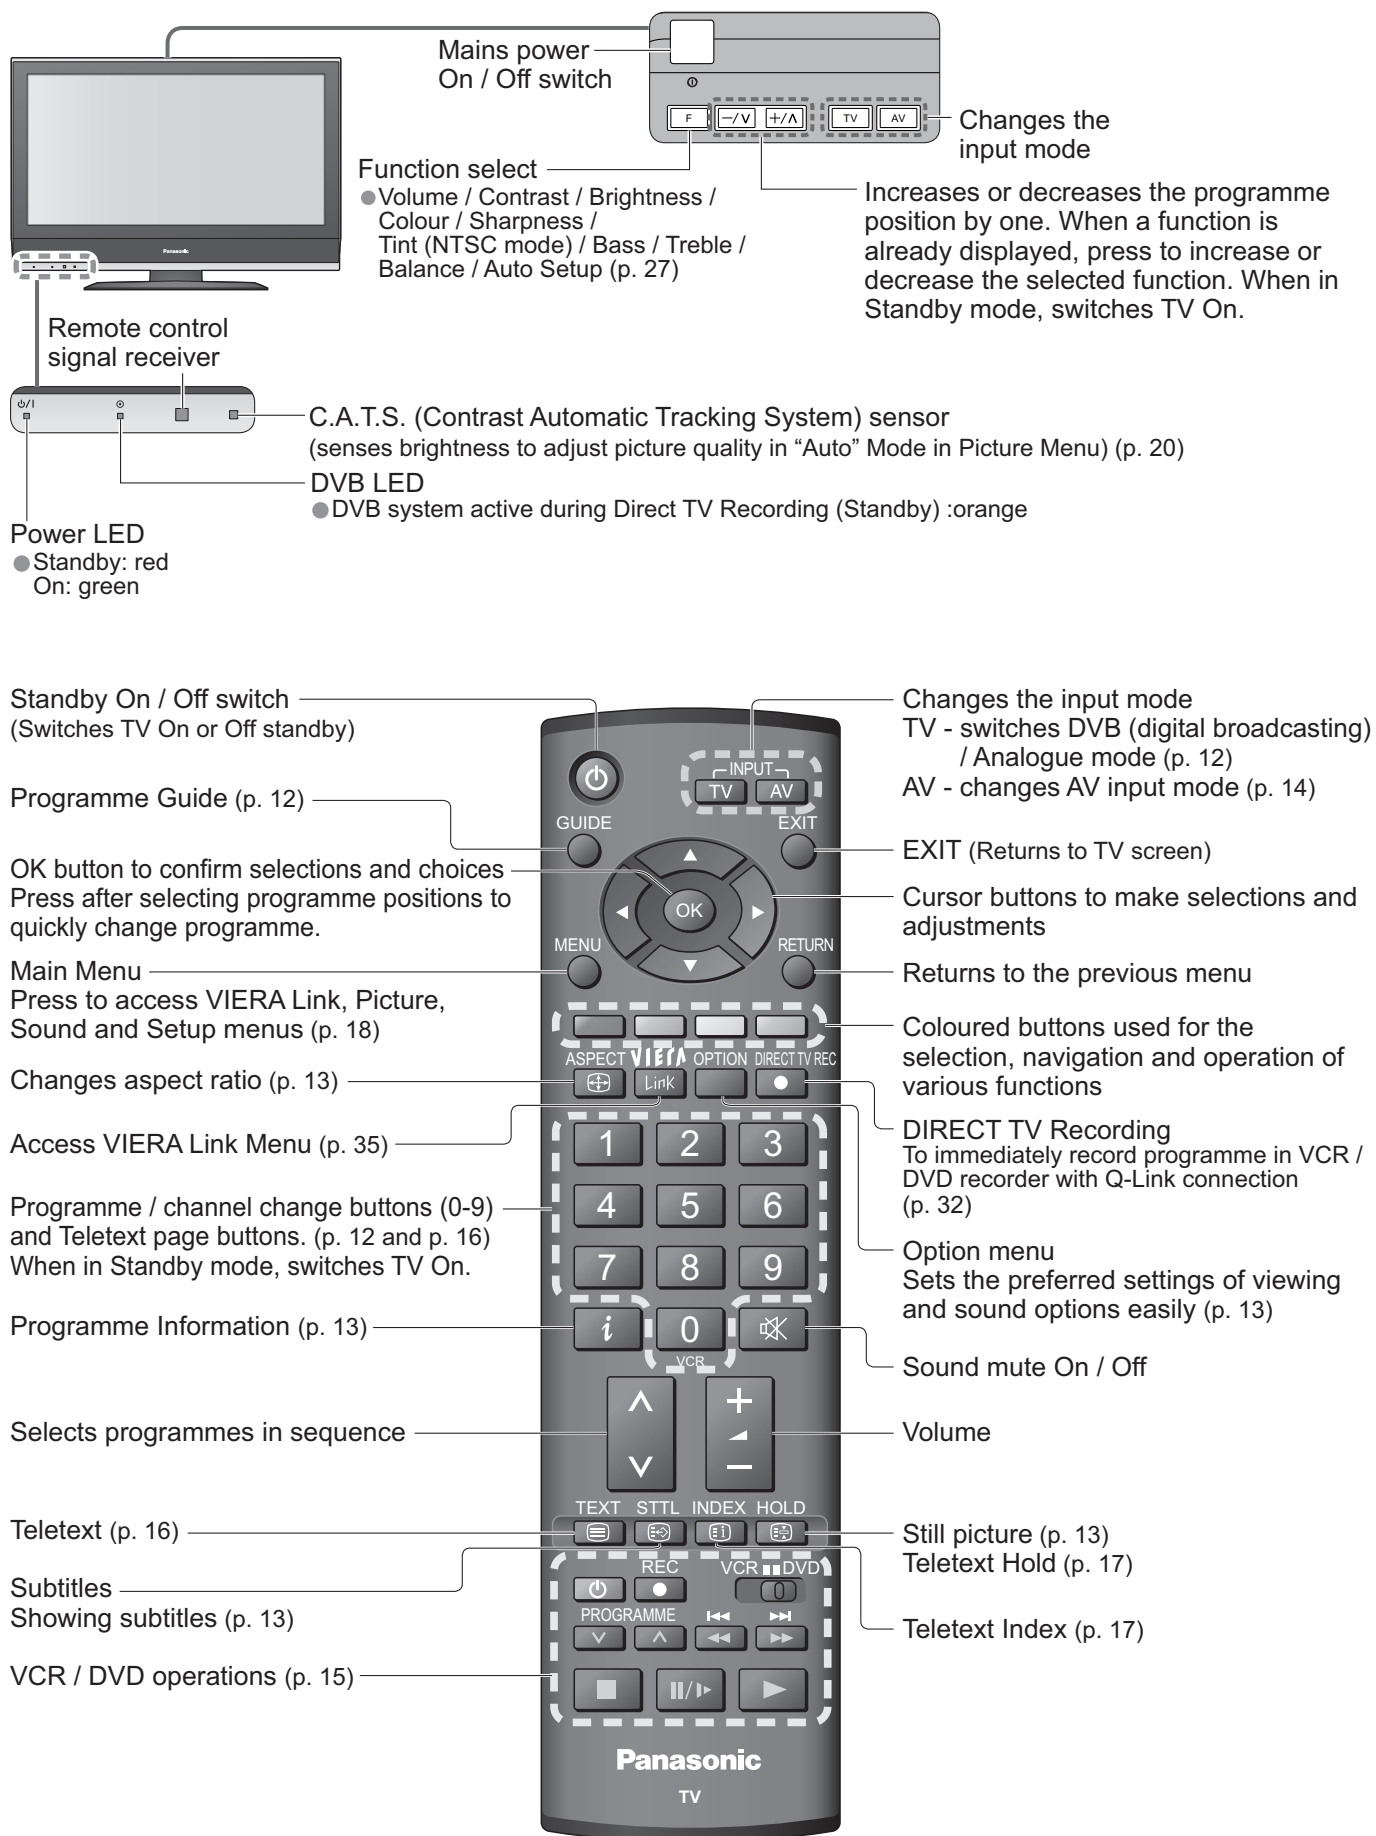 Mains power
On / Off switch
F
−/∨
+/∧
TV
AV
Changes the
input mode
Function select
● Volume / Contrast / Brightness /
Colour / Sharpness /
Tint (NTSC mode) / Bass / Treble /
Balance / Auto Setup (p. 27)
Increases or decreases the programme
position by one. When a function is
already displayed, press to increase or
decrease the selected function. When in
Standby mode, switches TV On.
Panasonic
Remote control
signal receiver
C.A.T.S. (Contrast Automatic Tracking System) sensor
(senses brightness to adjust picture quality in “Auto” Mode in Picture Menu) (p. 20)
DVB LED
● DVB system active during Direct TV Recording (Standby) :orange
Power LED
● Standby: red
On: green
Standby On / Off switch
(Switches TV On or Off standby)
Programme Guide (p. 12)
OK button to confirm selections and choices
Press after selecting programme positions to
quickly change programme.
Main Menu
Press to access VIERA Link, Picture,
Sound and Setup menus (p. 18)
Changes aspect ratio (p. 13)
Access VIERA Link Menu (p. 35)
Programme / channel change buttons (0-9)
and Teletext page buttons. (p. 12 and p. 16)
When in Standby mode, switches TV On.
Programme Information (p. 13)
Selects programmes in sequence
Teletext (p. 16)
Subtitles
Showing subtitles (p. 13)
VCR / DVD operations (p. 15)
INPUT
TV AV
GUIDE EXIT
OK
MENU RETURN
ASPECT VIERA OPTION DIRECT TV REC
Link
1 2 3
4 5 6
7 8 9
i 0
VCR
TEXT STTL INDEX HOLD
REC VCR DVD
PROGRAMME
Panasonic
TV
Changes the input mode
TV - switches DVB (digital broadcasting)
/ Analogue mode (p. 12)
AV - changes AV input mode (p. 14)
EXIT (Returns to TV screen)
Cursor buttons to make selections and
adjustments
Returns to the previous menu
Coloured buttons used for the
selection, navigation and operation of
various functions
DIRECT TV Recording
To immediately record programme in VCR /
DVD recorder with Q-Link connection
(p. 32)
Option menu
Sets the preferred settings of viewing
and sound options easily (p. 13)
Sound mute On / Off
Volume
Still picture (p. 13)
Teletext Hold (p. 17)
Teletext Index (p. 17)